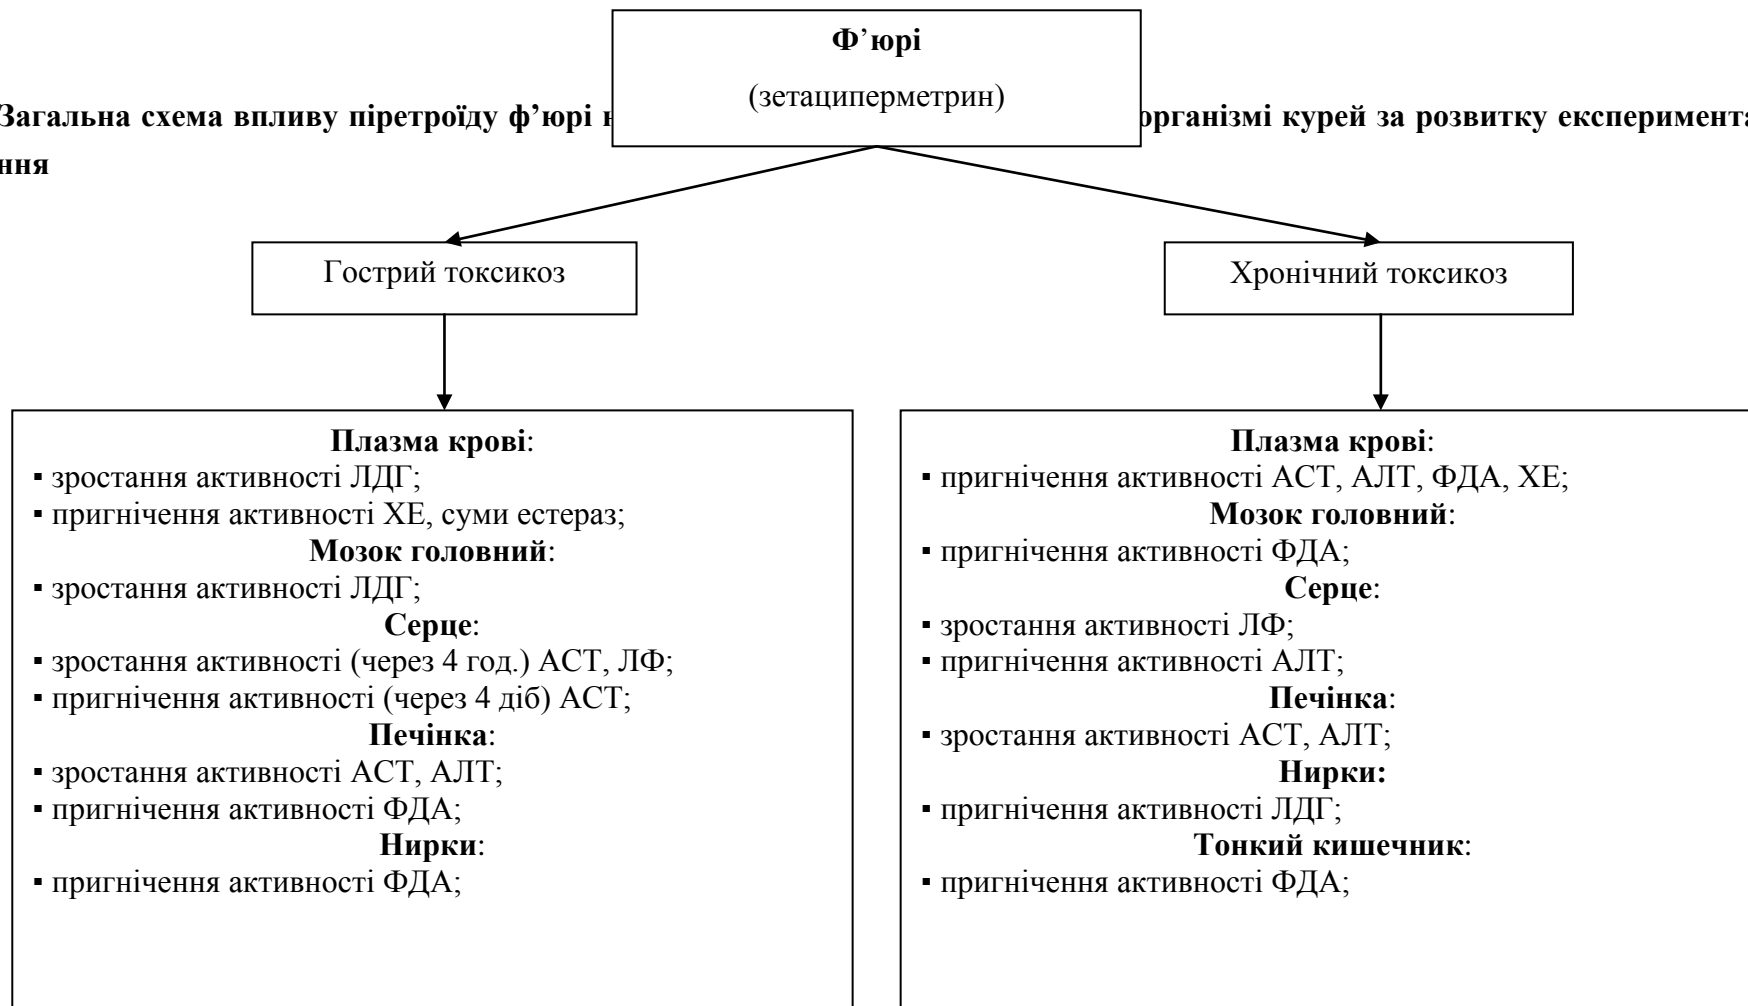 Ф’юрі
(зетациперметрин)
Загальна схема впливу піретроїду ф’юрі н
організмі курей за розвитку експеримента
ння
Гострий токсикоз
Хронічний токсикоз
Плазма крові:
▪ зростання активності ЛДГ;
▪ пригнічення активності ХЕ, суми естераз;
Мозок головний:
▪ зростання активності ЛДГ;
Серце:
▪ зростання активності (через 4 год.) АСТ, ЛФ;
▪ пригнічення активності (через 4 діб) АСТ;
Печінка:
▪ зростання активності АСТ, АЛТ;
▪ пригнічення активності ФДА;
Нирки:
▪ пригнічення активності ФДА;
Плазма крові:
▪ пригнічення активності АСТ, АЛТ, ФДА, ХЕ;
Мозок головний:
▪ пригнічення активності ФДА;
Серце:
▪ зростання активності ЛФ;
▪ пригнічення активності АЛТ;
Печінка:
▪ зростання активності АСТ, АЛТ;
Нирки:
▪ пригнічення активності ЛДГ;
Тонкий кишечник:
▪ пригнічення активності ФДА;